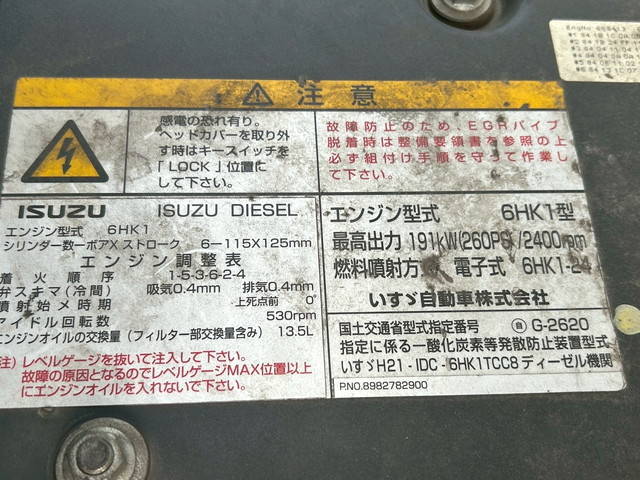 注意
感電の恐れ有り。
ヘッドカバーを取り外
す時はキースイッチを
「LOCK」位置に
して下さい。
故障防止のため、EGRパイプ
脱着時は整備要領書を参照の上
必ず組付け手順を守って作業し
て下さい。
ISUZU ISUZU DIESEL
エンジン型式 6HK1
シリンダー数ーボアXストローク 6-115X125mm
エンジン調整表
着火順序 1-5-3-6-2-4
弁スキマ(冷間) 吸気0.4mm 排気0.4mm
噴射始メ時期 上死点前 0°
アイドル回転数 530rpm
エンジンオイルの交換量(フィルター部交換量含み) 13.5L
注) レベルゲージを抜いて注入して下さい。
故障の原因となるのでレベルゲージMAX位置以上
にエンジンオイルを入れないで下さい。
エンジン型式 6HK1型
最高出力 191kW(260PS)/2400rpm
燃料噴射方 電子式 6HK1-24
いすゞ自動車株式会社
国土交通省型式指定番号 自 G-2620
指定に係る一酸化炭素等発散防止装置型式
いすゞH21-IDC-6HK1TCC8ディーゼル機関
P.NO.8982782900